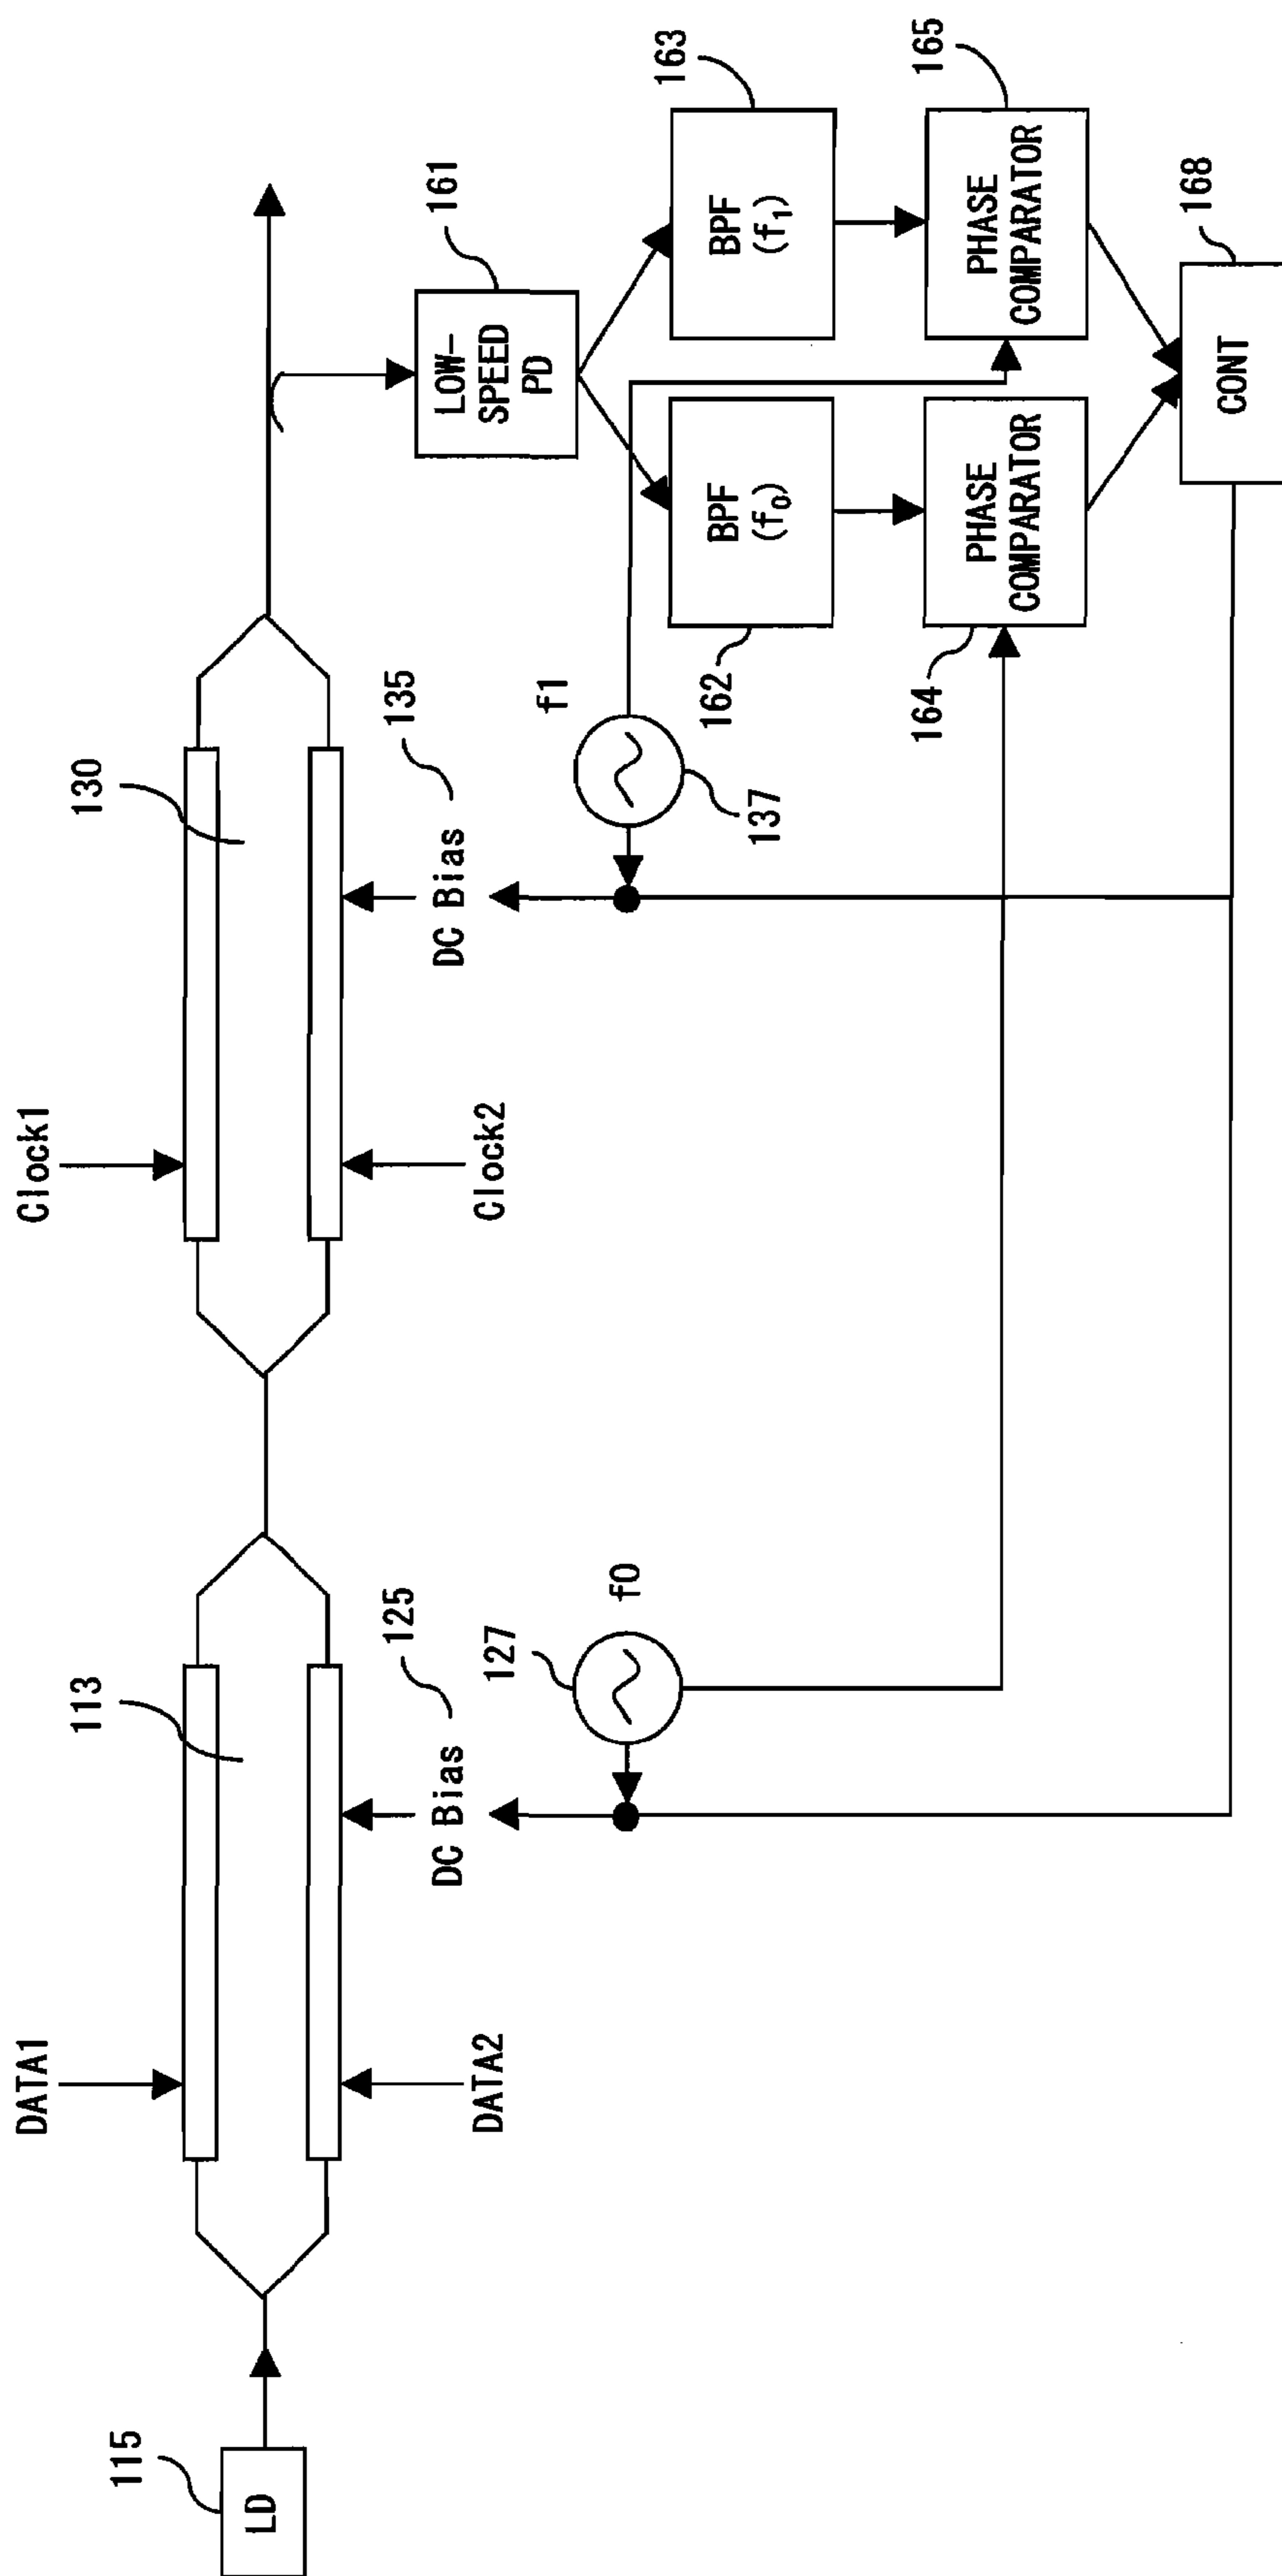 115
LD
DATA1
DATA2
113
DC Bias
125
127
f0
Clock1
Clock2
130
DC Bias
135
f1
137
161
LOW-
SPEED
PD
162
BPF
(f₀)
163
BPF
(f₁)
164
PHASE
COMPARATOR
165
PHASE
COMPARATOR
168
CONT